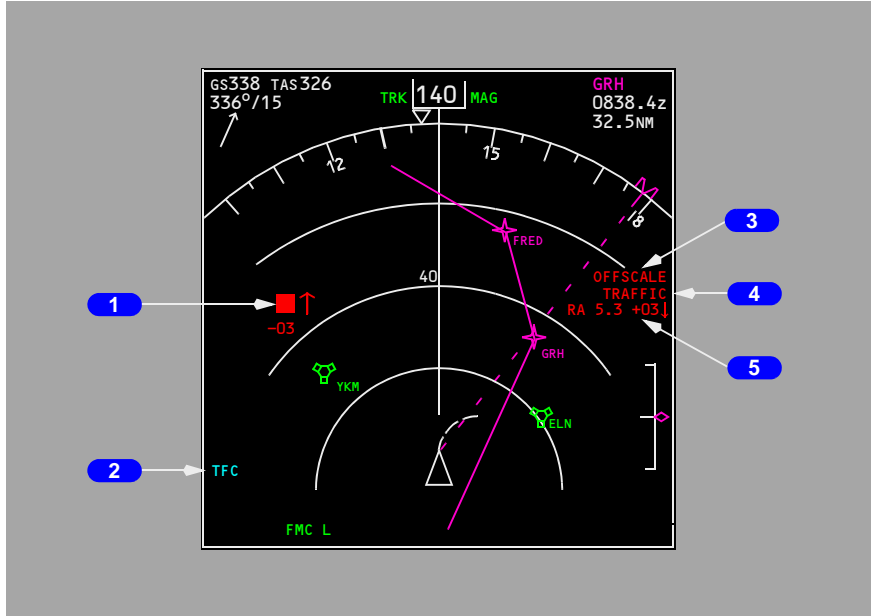 GS338 TAS326
336°/15
TRK 140 MAG
GRH
0838.4z
32.5NM
12
15
18
FRED
3
40
OFFSCALE
TRAFFIC
RA 5.3 +03↓
4
1
-03
GRH
YKM
5
ELN
2
TFC
FMC L